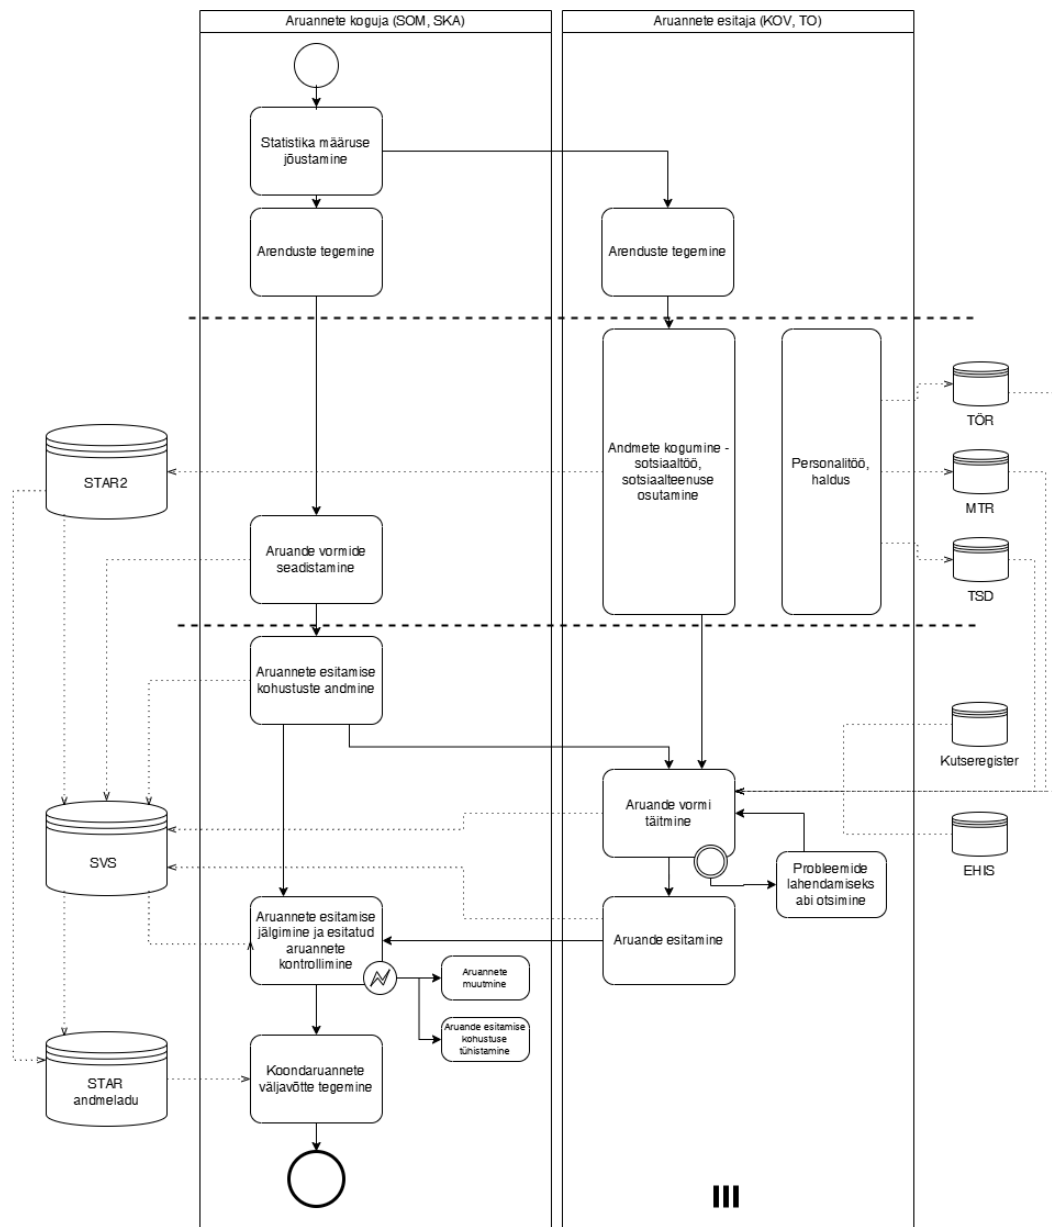 Aruannete koguja (SOM, SKA)
Aruannete esitaja (KOV, TO)
Statistika määruse
jõustamine
Arenduste tegemine
Arenduste tegemine
TÖR
Andmete kogumine -
sotsiaaltöö,
sotsiaalteenuse
osutamine
Personalitöö,
haldus
STAR2
MTR
Aruande vormide
seadistamine
TSD
Aruannete esitamise
kohustuste andmine
Kutseregister
Aruande vormi
täitmine
SVS
EHIS
Probleemide
lahendamiseks
abi otsimine
Aruannete esitamise
jälgimine ja esitatud
aruannete
kontrollimine
Aruande esitamine
Aruannete
muutmine
Aruande esitamise
kohustuse
tühistamine
STAR
andmeladu
Koondaruannete
väljavõtte tegemine